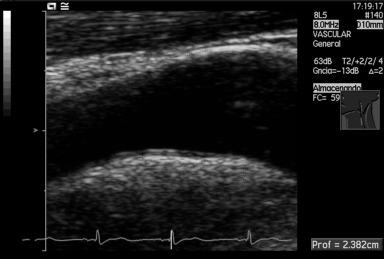 17:19:17
8L5 #140
8.0MHz D10mm
VASCULAR
General
63dB T2/+2/2/ 4
Gncia=-13dB Δ=2
Almacenando
FC= 59
Prof = 2.382cm